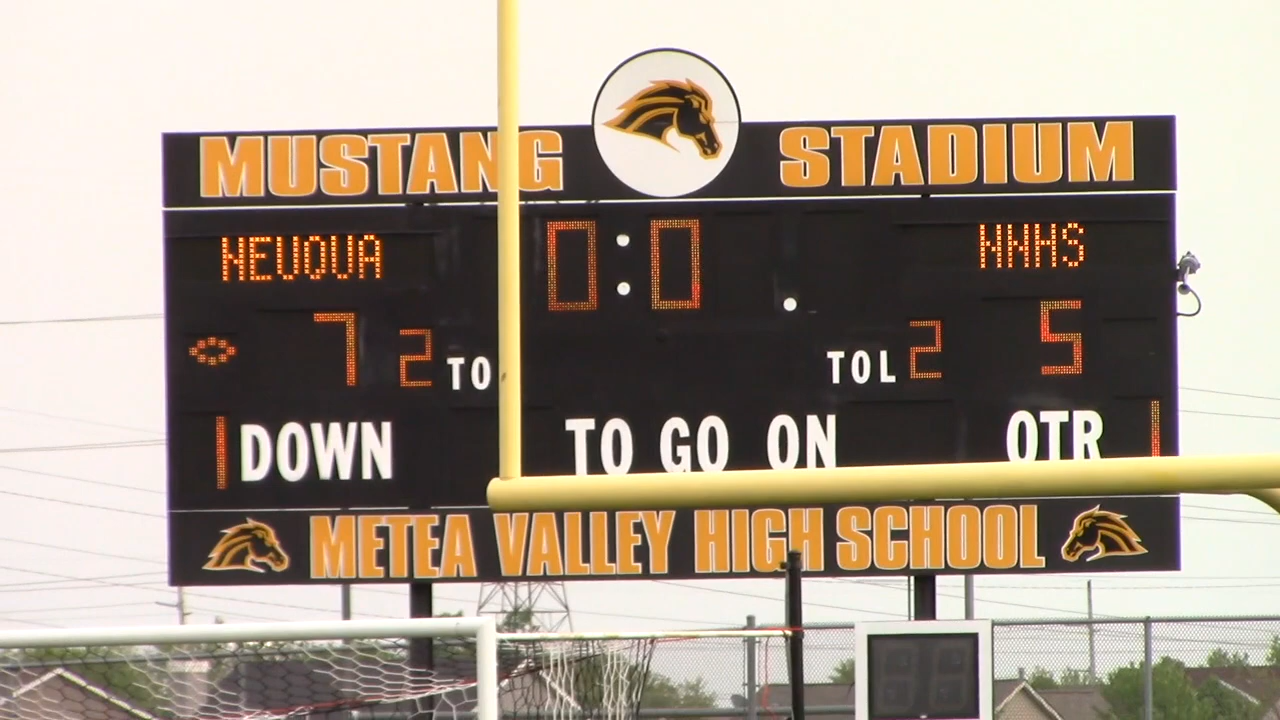 MUSTANG STADIUM
NEUQUA 0:0 . NNHS
7 2 TO TOL 2 5
1 DOWN TO GO ON QTR 1
METEA VALLEY HIGH SCHOOL